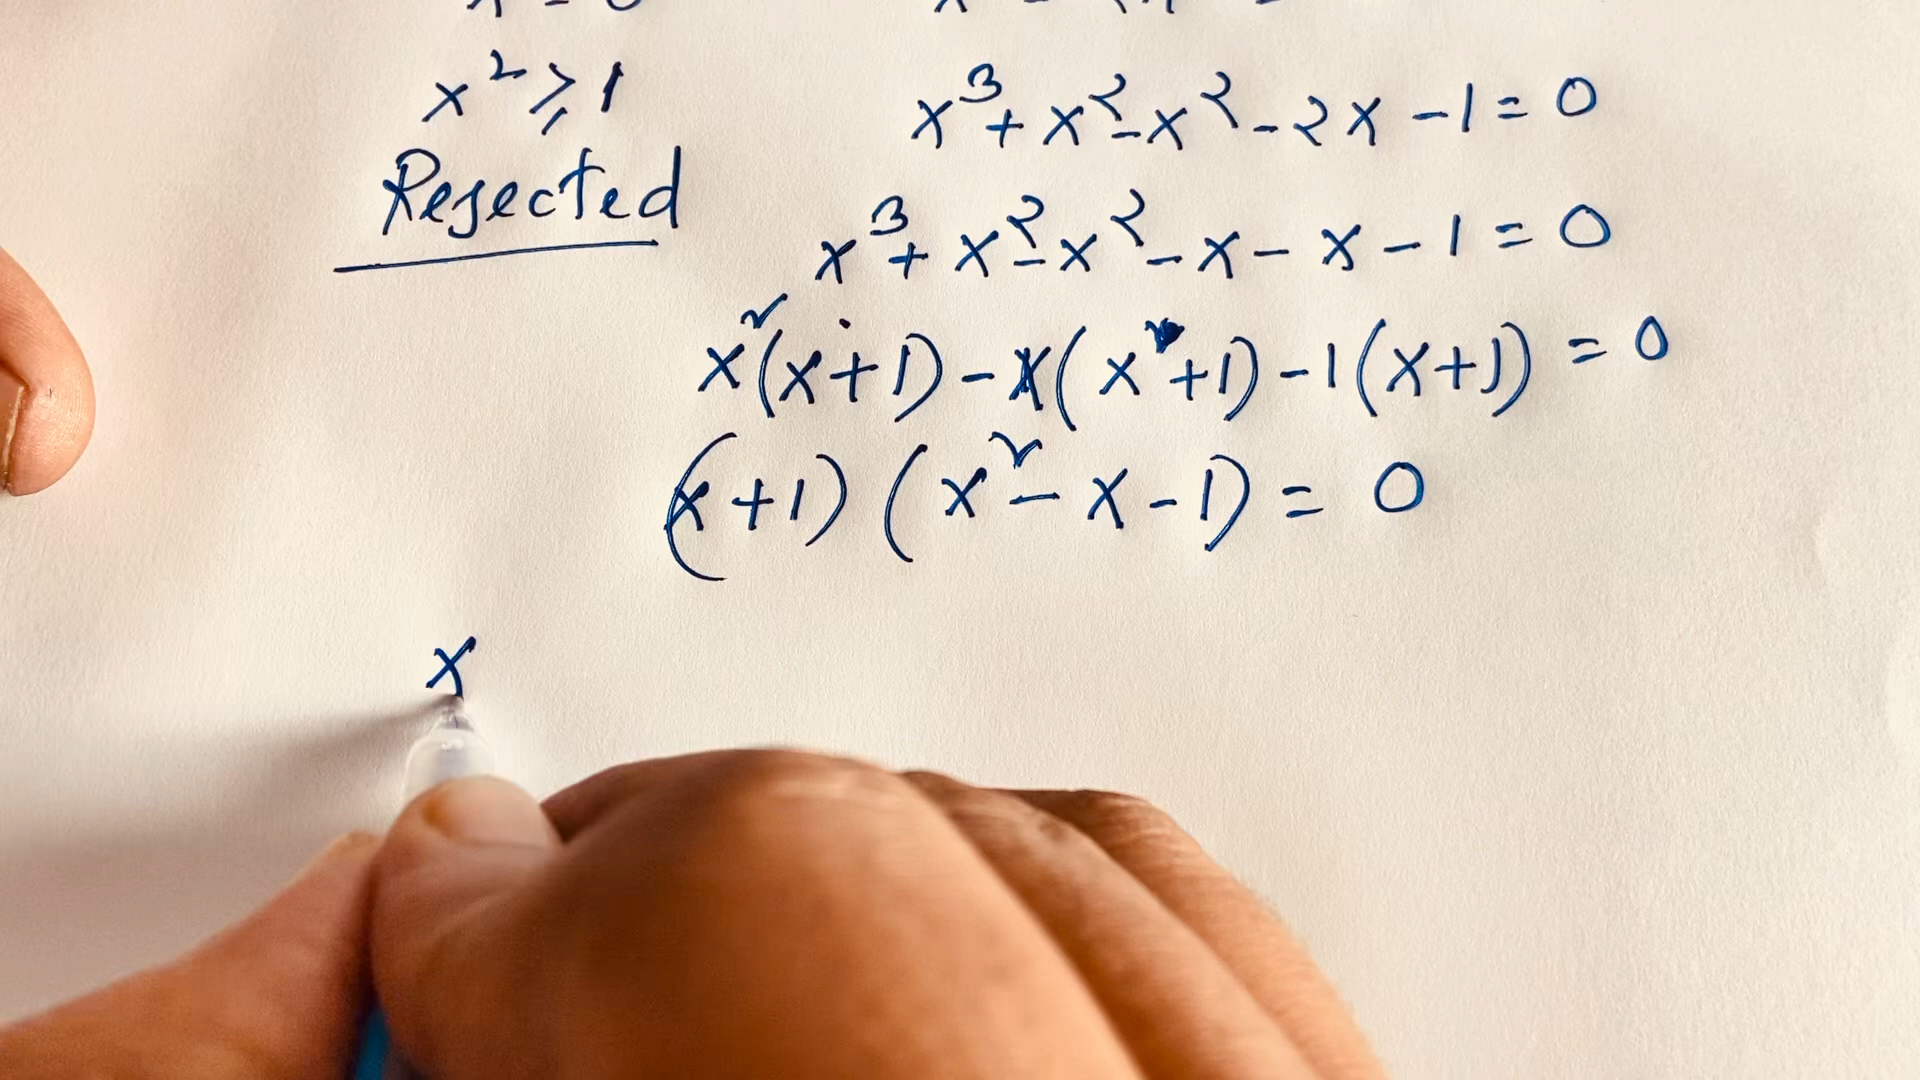 x² ≥ 1
Rejected
x³ + x² - x² - 2x - 1 = 0
x³ + x² - x² - x - x - 1 = 0
x²(x+1) - x(x+1) - 1(x+1) = 0
(x+1)(x² - x - 1) = 0
x